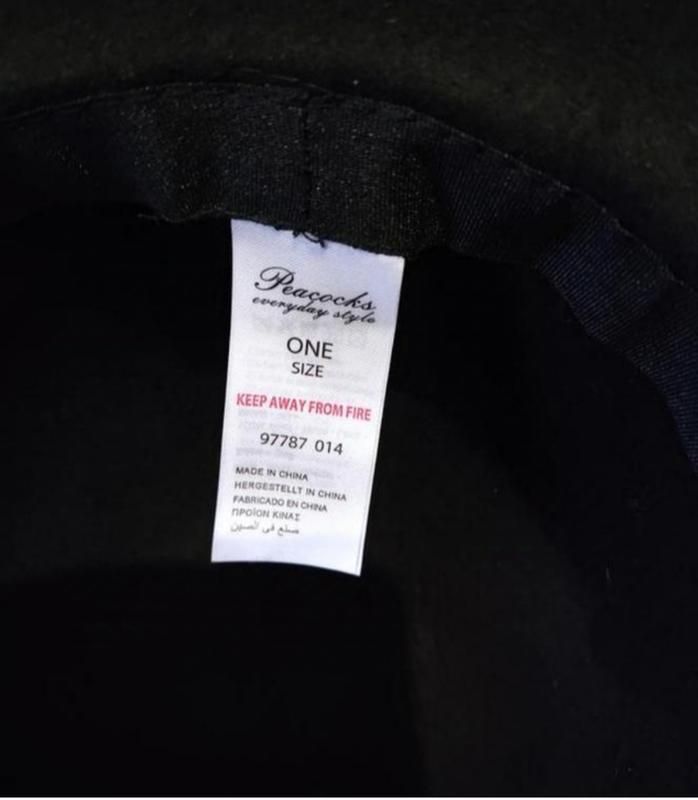 Peacocks
everyday style
ONE
SIZE
KEEP AWAY FROM FIRE
97787 014
MADE IN CHINA
HERGESTELLT IN CHINA
FABRICADO EN CHINA
ΠΡΟΪΟΝ ΚΙΝΑΣ
صنع في الصين